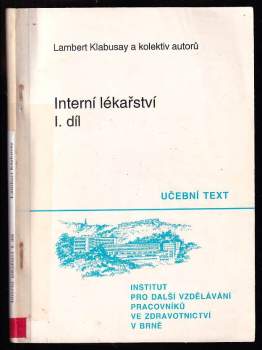 Lambert Klabusay a kolektiv autorů
Interní lékařství
I. díl
UČEBNÍ TEXT
INSTITUT
PRO DALŠÍ VZDĚLÁVÁNÍ
PRACOVNÍKŮ
VE ZDRAVOTNICTVÍ
V BRNĚ